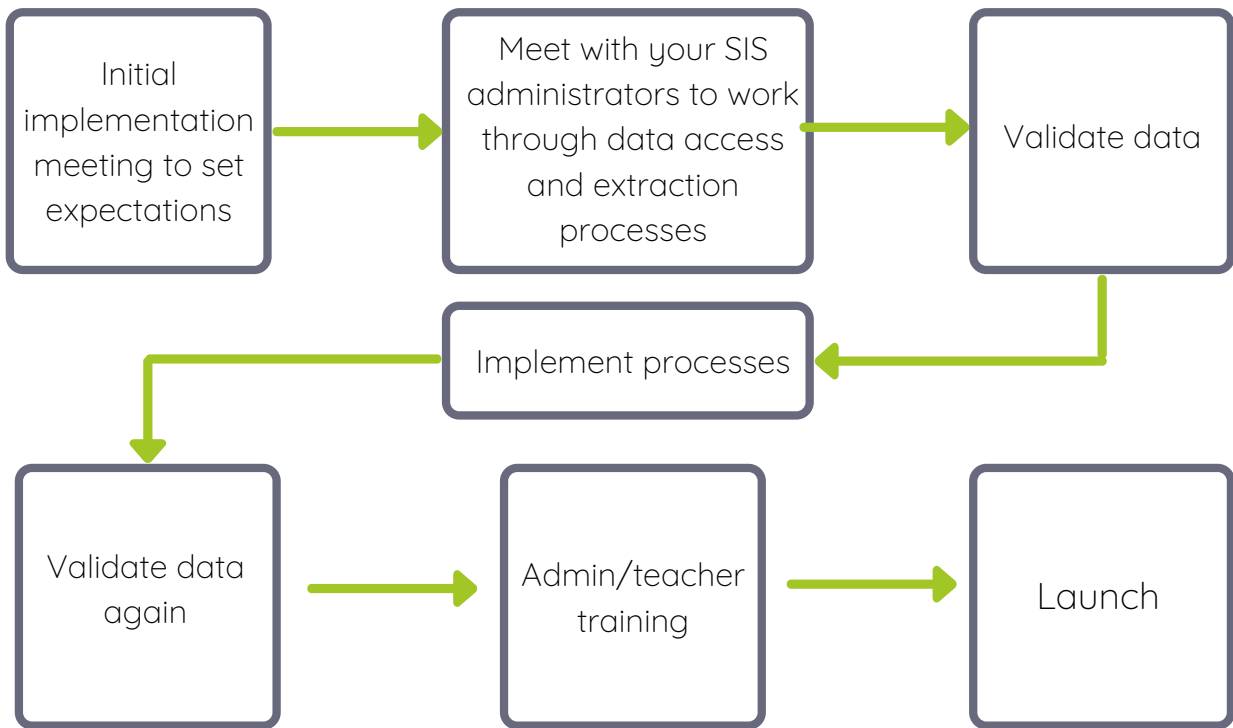 Initial
implementation
meeting to set
expectations
Meet with your SIS
administrators to work
through data access
and extraction
processes
Validate data
Implement processes
Validate data
again
Admin/teacher
training
Launch